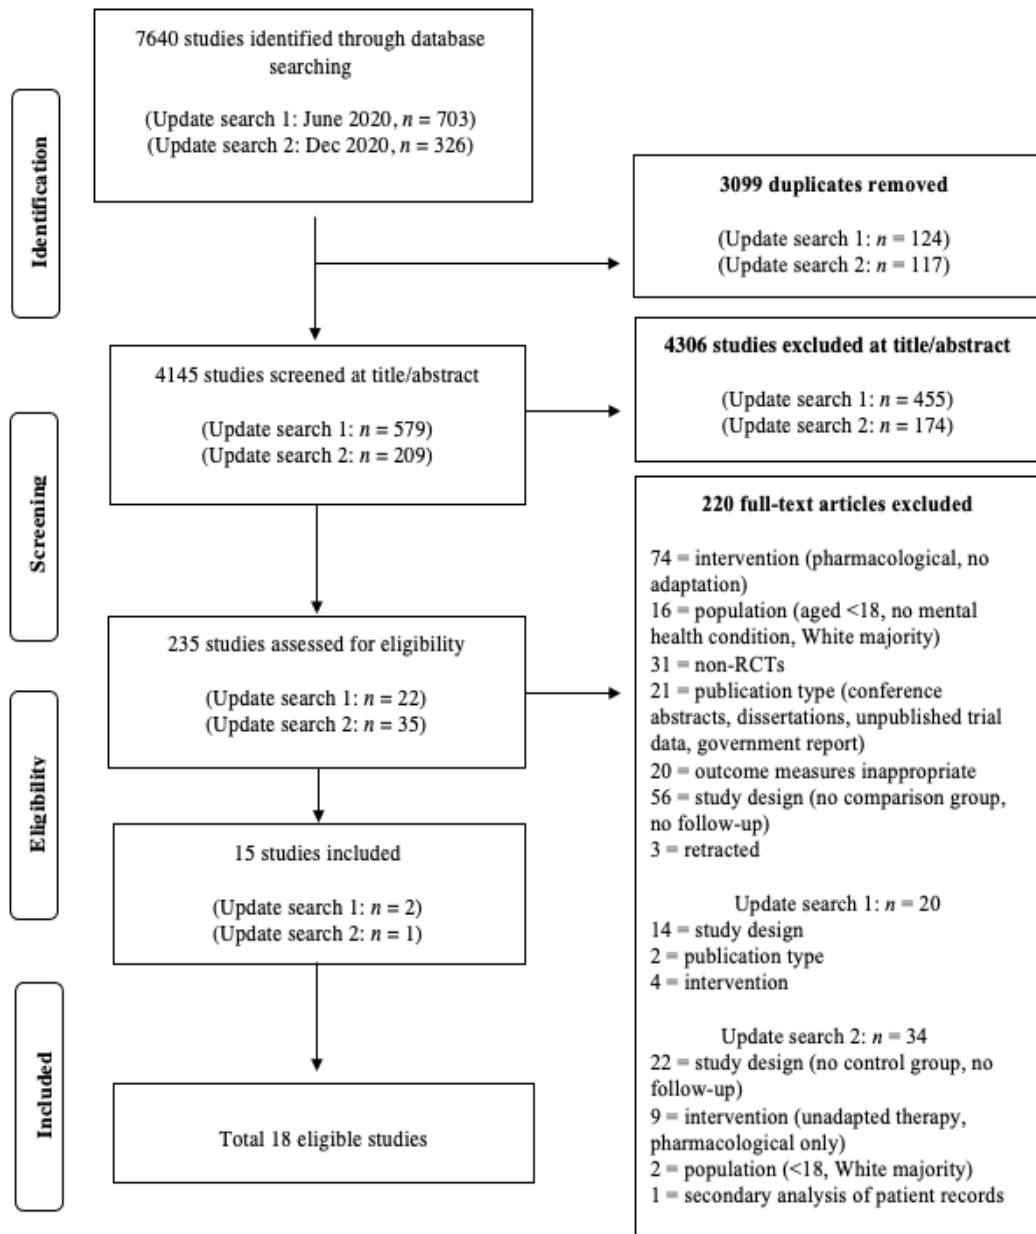 7640 studies identified through database
searching
(Update search 1: June 2020, n = 703)
(Update search 2: Dec 2020, n = 326)
Identification
3099 duplicates removed
(Update search 1: n = 124)
(Update search 2: n = 117)
4145 studies screened at title/abstract
(Update search 1: n = 579)
(Update search 2: n = 209)
4306 studies excluded at title/abstract
(Update search 1: n = 455)
(Update search 2: n = 174)
Screening
235 studies assessed for eligibility
(Update search 1: n = 22)
(Update search 2: n = 35)
220 full-text articles excluded
74 = intervention (pharmacological, no
adaptation)
16 = population (aged <18, no mental
health condition, White majority)
31 = non-RCTs
21 = publication type (conference
abstracts, dissertations, unpublished trial
data, government report)
20 = outcome measures inappropriate
56 = study design (no comparison group,
no follow-up)
3 = retracted
Update search 1: n = 20
14 = study design
2 = publication type
4 = intervention
Update search 2: n = 34
22 = study design (no control group, no
follow-up)
9 = intervention (unadapted therapy,
pharmacological only)
2 = population (<18, White majority)
1 = secondary analysis of patient records
Eligibility
15 studies included
(Update search 1: n = 2)
(Update search 2: n = 1)
Included
Total 18 eligible studies